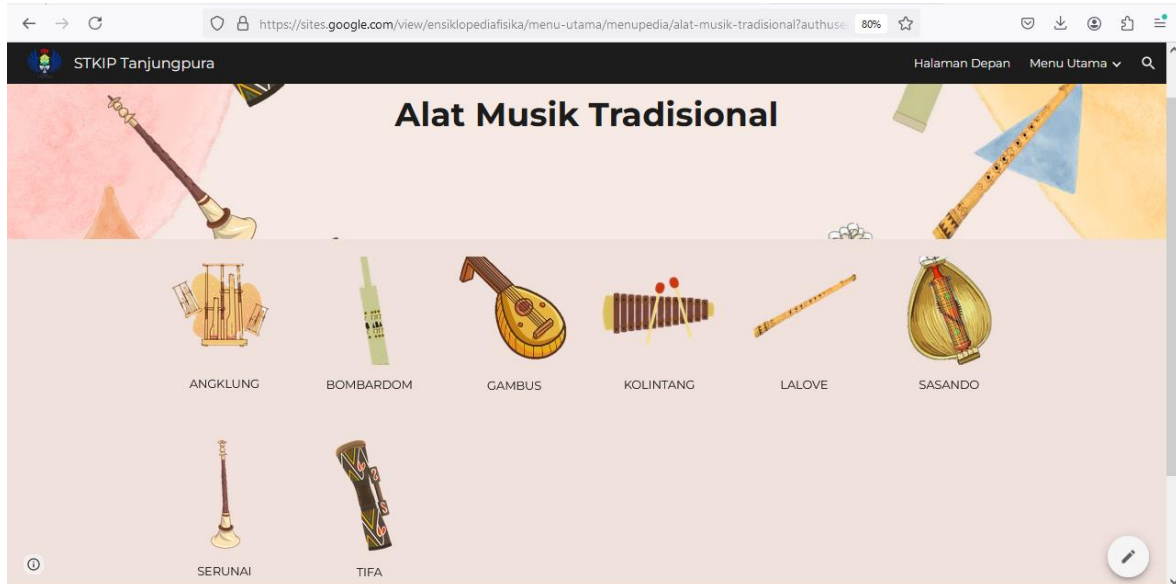 https://sites.google.com/view/ensiklopediafisika/menu-utama/menupedia/alat-musik-tradisional?authuse
80%
STKIP Tanjungpura
Halaman Depan
Menu Utama
Alat Musik Tradisional
ANGKLUNG
BOMBARDOM
GAMBUS
KOLINTANG
LALOVE
SASANDO
SERUNAI
TIFA